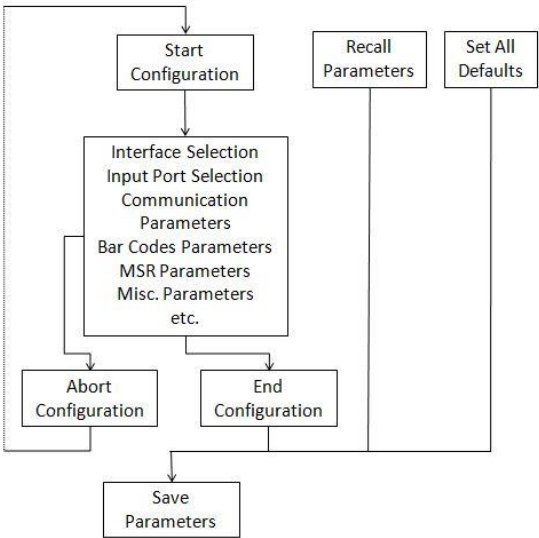 Start
Configuration
Recall
Parameters
Set All
Defaults
Interface Selection
Input Port Selection
Communication
Parameters
Bar Codes Parameters
MSR Parameters
Misc. Parameters
etc.
Abort
Configuration
End
Configuration
Save
Parameters